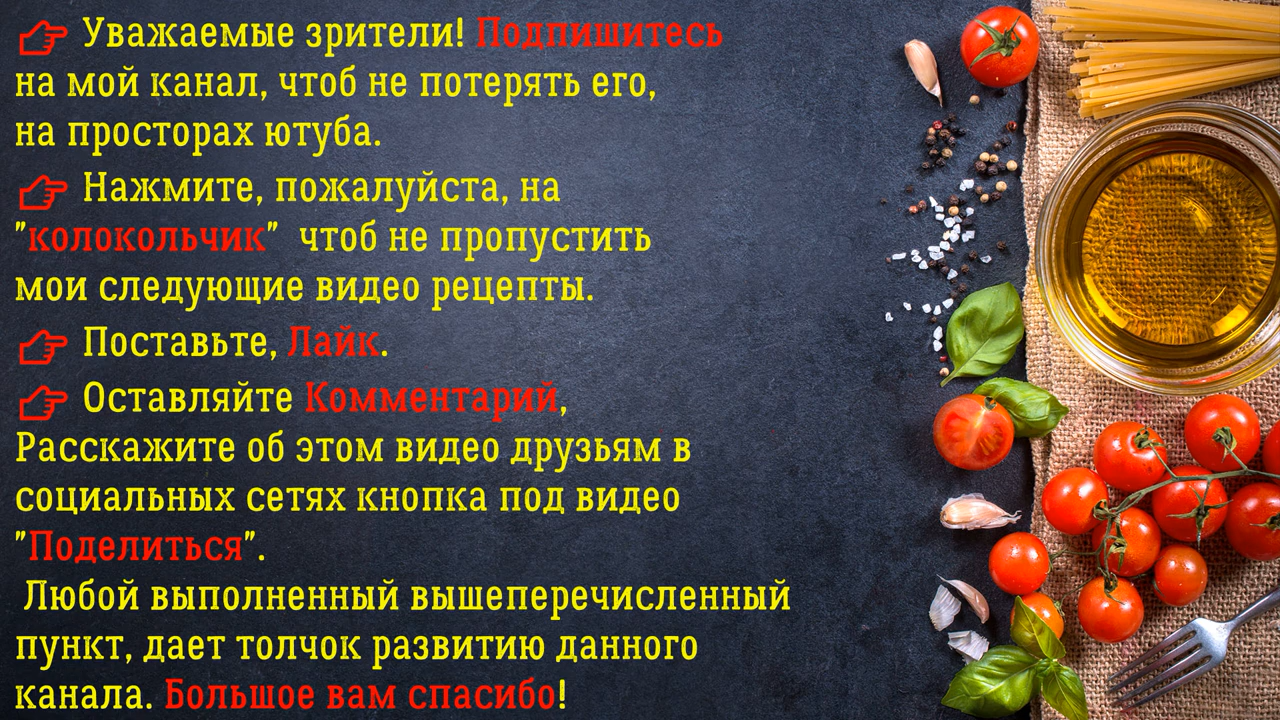 Уважаемые зрители! Подпишитесь
на мой канал, чтоб не потерять его,
на просторах ютуба.
Нажмите, пожалуйста, на
"колокольчик" чтоб не пропустить
мои следующие видео рецепты.
Поставьте, Лайк.
Оставляйте Комментарий,
Расскажите об этом видео друзьям в
социальных сетях кнопка под видео
"Поделиться".
Любой выполненный вышеперечисленный
пункт, дает толчок развитию данного
канала. Большое вам спасибо!